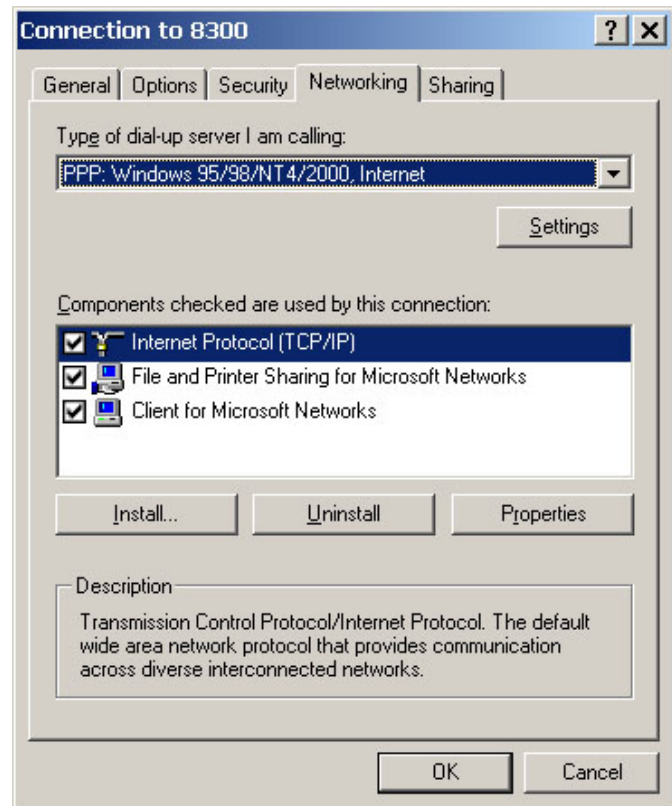 Connection to 8300
General Options Security Networking Sharing
Type of dial-up server I am calling:
PPP: Windows 95/98/NT4/2000, Internet
Settings
Components checked are used by this connection:
Internet Protocol (TCP/IP)
File and Printer Sharing for Microsoft Networks
Client for Microsoft Networks
Install... Uninstall Properties
Description
Transmission Control Protocol/Internet Protocol. The default
wide area network protocol that provides communication
across diverse interconnected networks.
OK Cancel